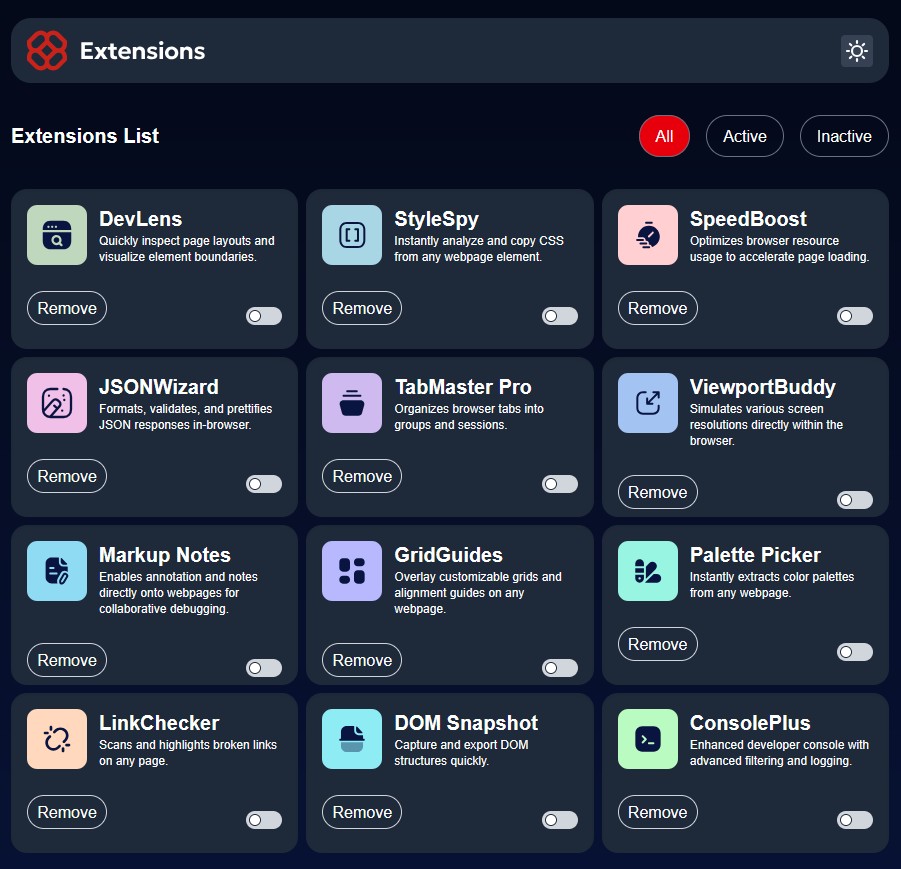 Extensions
Extensions List
All
Active
Inactive
DevLens
Quickly inspect page layouts and
visualize element boundaries.
Remove
StyleSpy
Instantly analyze and copy CSS
from any webpage element.
Remove
SpeedBoost
Optimizes browser resource
usage to accelerate page loading.
Remove
JSONWizard
Formats, validates, and prettifies
JSON responses in-browser.
Remove
TabMaster Pro
Organizes browser tabs into
groups and sessions.
Remove
ViewportBuddy
Simulates various screen
resolutions directly within the
browser.
Remove
Markup Notes
Enables annotation and notes
directly onto webpages for
collaborative debugging.
Remove
GridGuides
Overlay customizable grids and
alignment guides on any
webpage.
Remove
Palette Picker
Instantly extracts color palettes
from any webpage.
Remove
LinkChecker
Scans and highlights broken links
on any page.
Remove
DOM Snapshot
Capture and export DOM
structures quickly.
Remove
ConsolePlus
Enhanced developer console with
advanced filtering and logging.
Remove